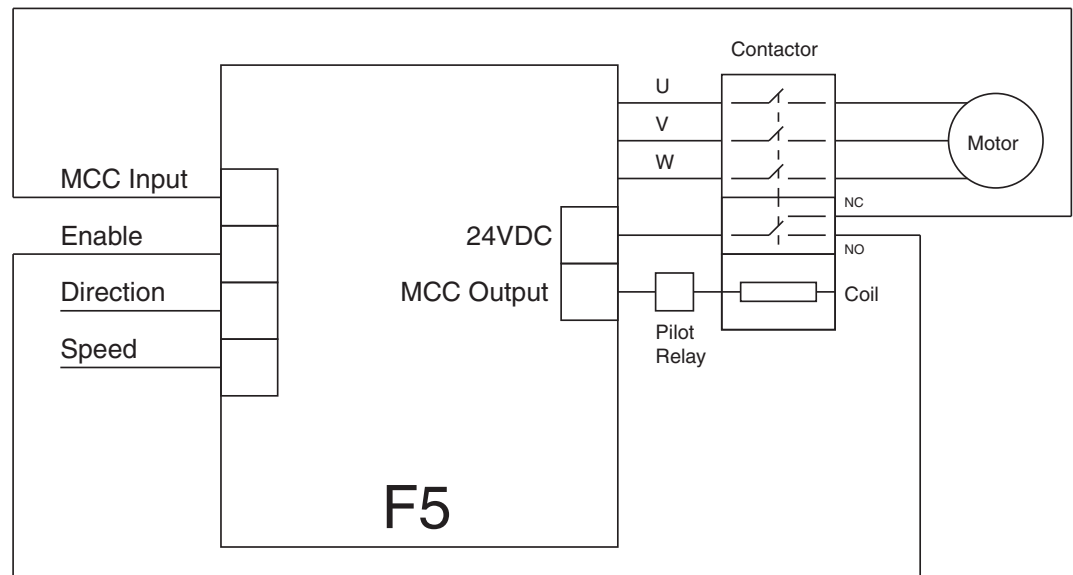 Contactor
U
V
W
Motor
MCC Input
NC
Enable
24VDC
NO
Direction
MCC Output
Coil
Speed
Pilot
Relay
F5